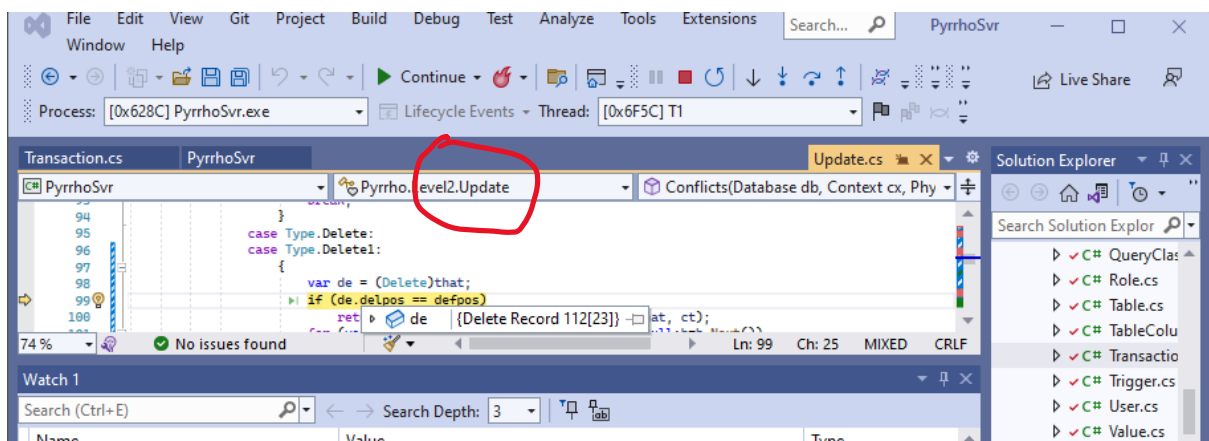 File Edit View Git Project Build Debug Test Analyze Tools Extensions Search... PyrrhoSvr
Window Help
Continue Live Share
Process: [0x628C] PyrrhoSvr.exe Lifecycle Events Thread: [0x6F5C] T1
Transaction.cs PyrrhoSvr Update.cs Solution Explorer
C# PyrrhoSvr Pyrrho.Level2.Update Conflicts(Database db, Context cx, Phy
Search Solution Explor
94 }
95 case Type.Delete:
96 case Type.Delete1:
97 {
98 var de = (Delete)that;
99 if (de.delpos == defpos)
100 ret de {Delete Record 112[23]} at, ct);
C# QueryClas
C# Role.cs
C# Table.cs
C# TableColu
C# Transactio
C# Trigger.cs
C# User.cs
C# Value.cs
74 % No issues found Ln: 99 Ch: 25 MIXED CRLF
Watch 1
Search (Ctrl+E) Search Depth: 3
Name Value Type